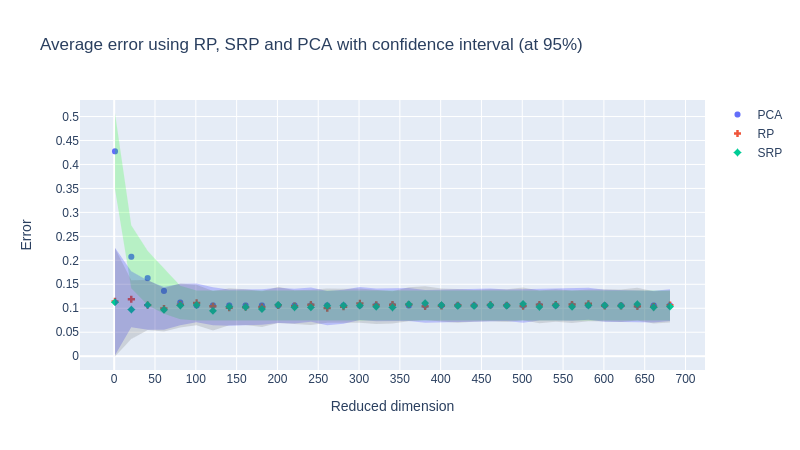 Average error using RP, SRP and PCA with confidence interval (at 95%)
PCA
RP
SRP
0.5
0.45
0.4
0.35
0.3
0.25
0.2
0.15
0.1
0.05
0
Error
0 50 100 150 200 250 300 350 400 450 500 550 600 650 700
Reduced dimension